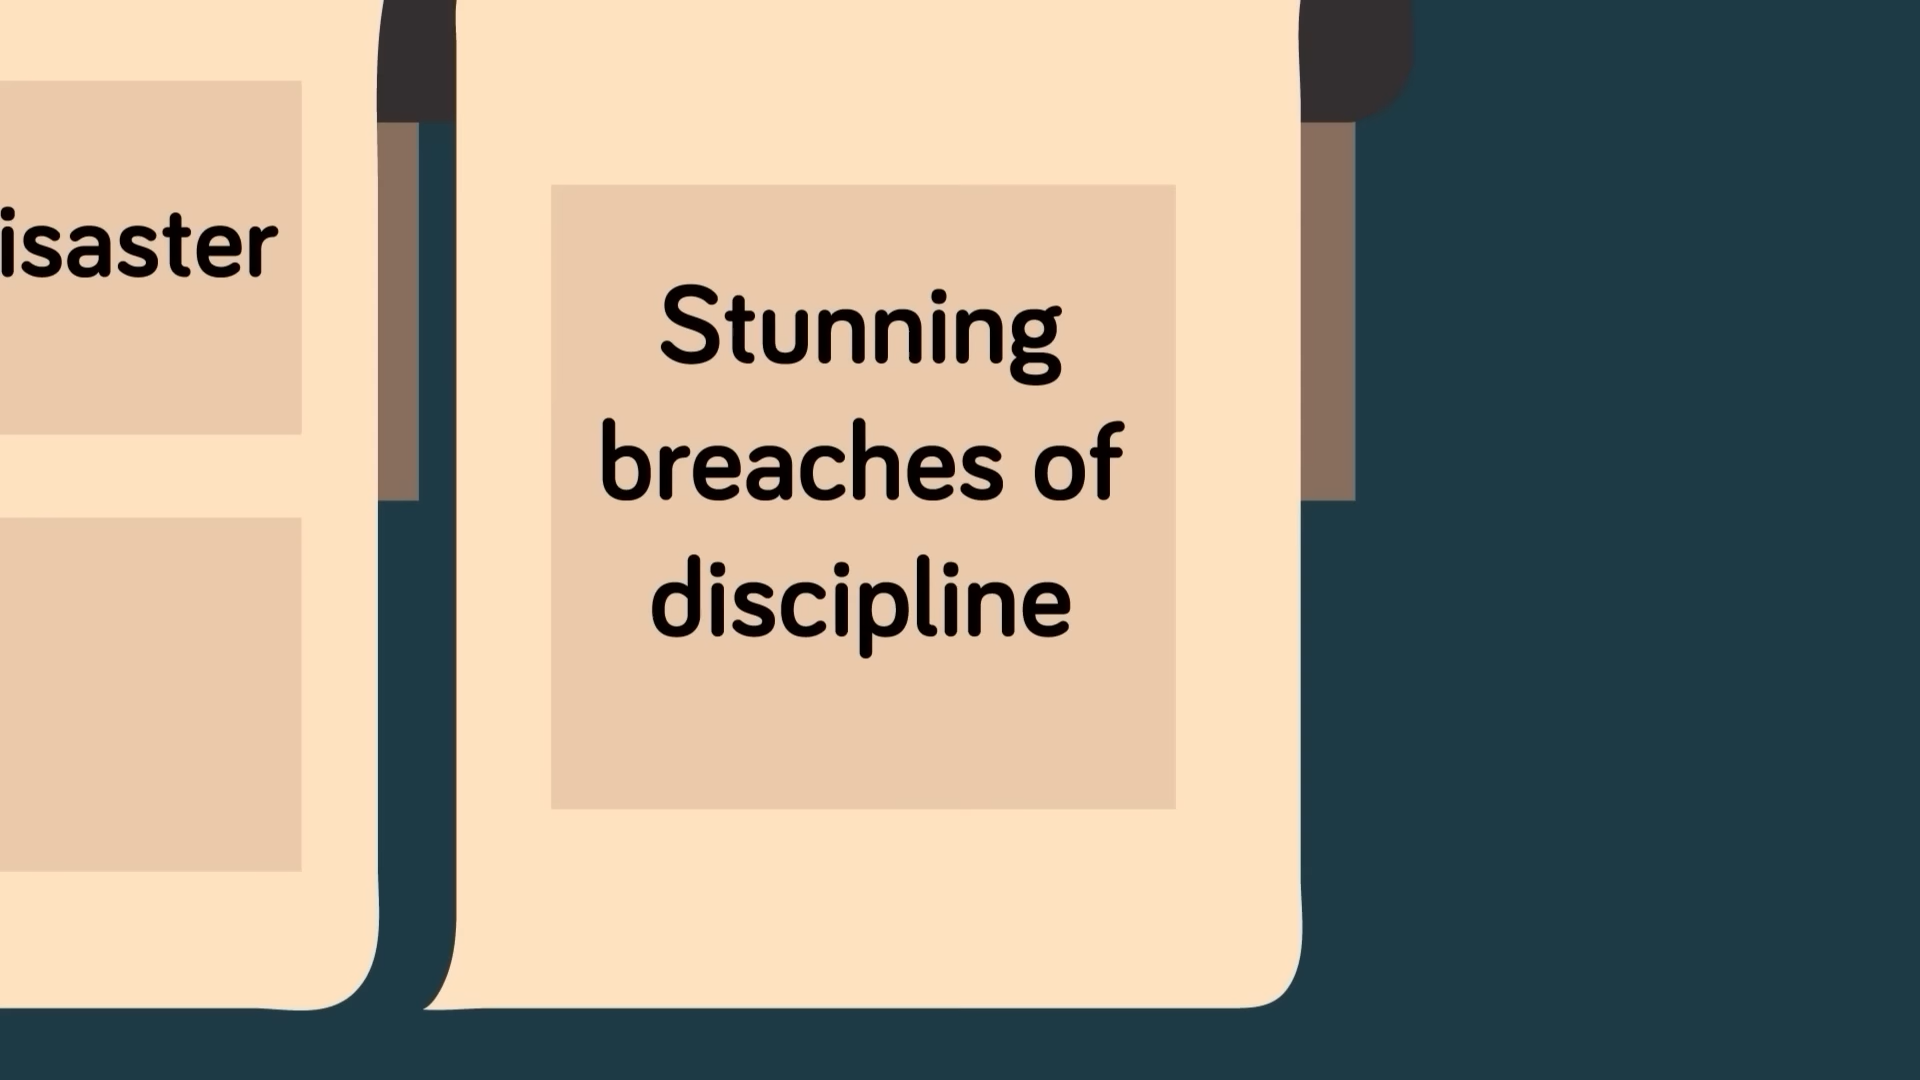 isaster
Stunning
breaches of
discipline